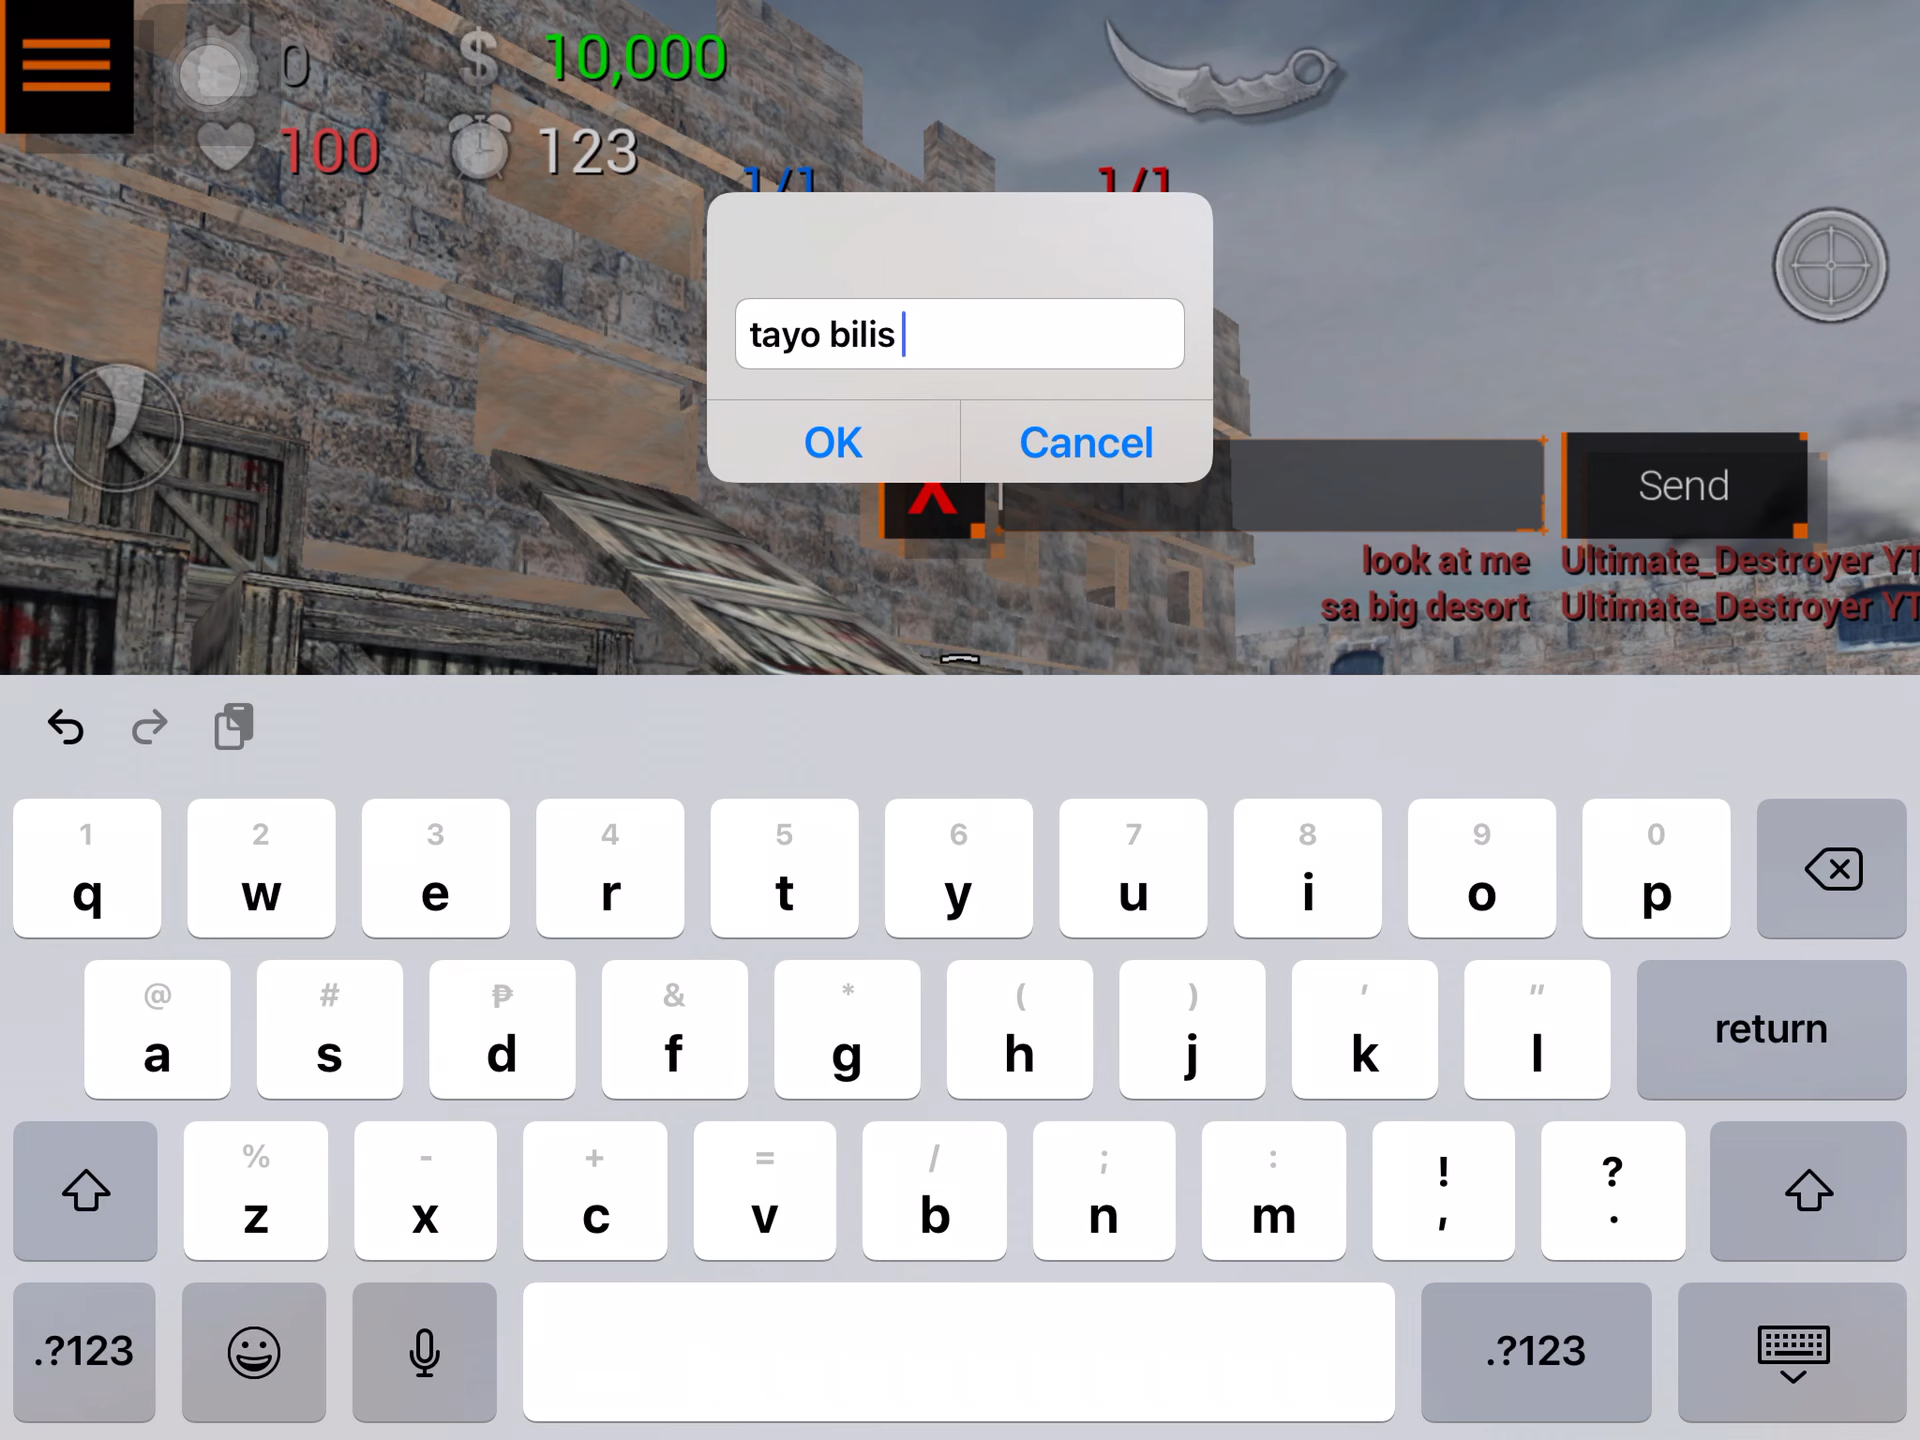 0
$ 10,000
100
123
1/1
1/1
tayo bilis
OK
Cancel
X
Send
look at me Ultimate_Destroyer YT
sa big desort Ultimate_Destroyer YT
1 2 3 4 5 6 7 8 9 0
q w e r t y u i o p
@ # ₱ & * ( ) ' "
a s d f g h j k l
return
% - + = / ; : ! ?
z x c v b n m , .
.?123
.?123